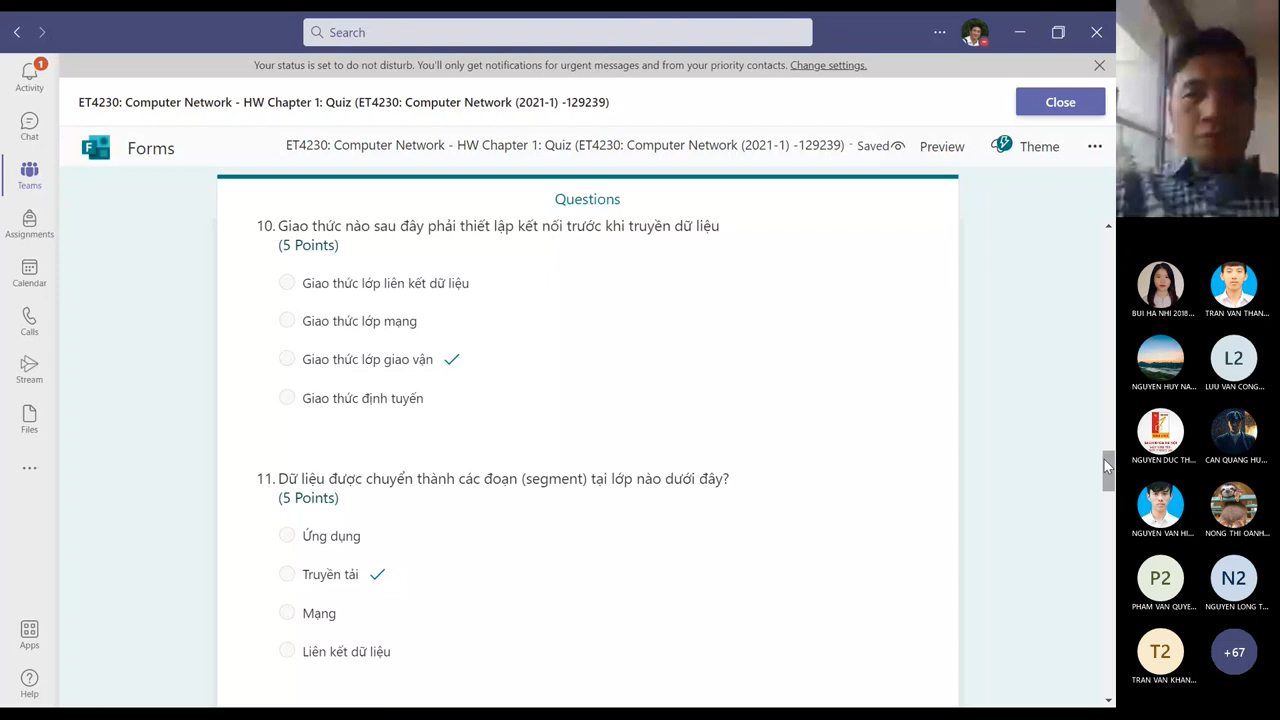 Search
Your status is set to do not disturb. You'll only get notifications for urgent messages and from your priority contacts. Change settings.
1
Activity
Chat
Teams
Assignments
Calendar
Calls
Stream
Files
Apps
Help
ET4230: Computer Network - HW Chapter 1: Quiz (ET4230: Computer Network (2021-1) -129239)
Close
F
Forms
ET4230: Computer Network - HW Chapter 1: Quiz (ET4230: Computer Network (2021-1) -129239) - Saved
Preview
Theme
Questions
10. Giao thức nào sau đây phải thiết lập kết nối trước khi truyền dữ liệu
(5 Points)
Giao thức lớp liên kết dữ liệu
Giao thức lớp mạng
Giao thức lớp giao vận
Giao thức định tuyến
11. Dữ liệu được chuyển thành các đoạn (segment) tại lớp nào dưới đây?
(5 Points)
Ứng dụng
Truyền tải
Mạng
Liên kết dữ liệu
BUI HA NHI 2018...
TRAN VAN THAN...
NGUYEN HUY NA...
L2
LUU VAN CONG...
NGUYEN DUC TH...
CAN QUANG HU...
NGUYEN VAN HI...
NONG THI OANH...
P2
PHAM VAN QUYE...
N2
NGUYEN LONG T...
T2
TRAN VAN KHAN...
+67